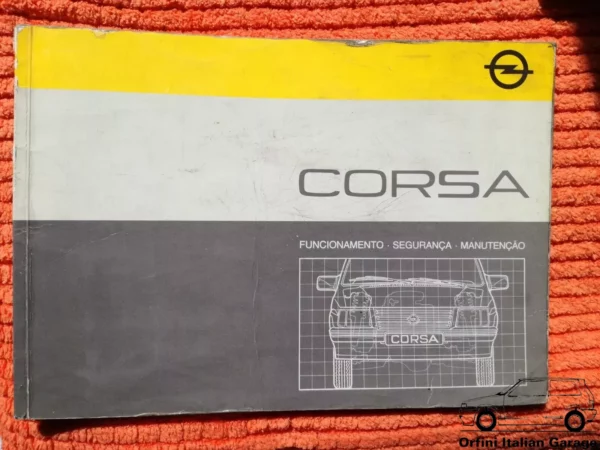 CORSA
FUNCIONAMENTO · SEGURANÇA · MANUTENÇÃO
CORSA
Orfini Italian Garage